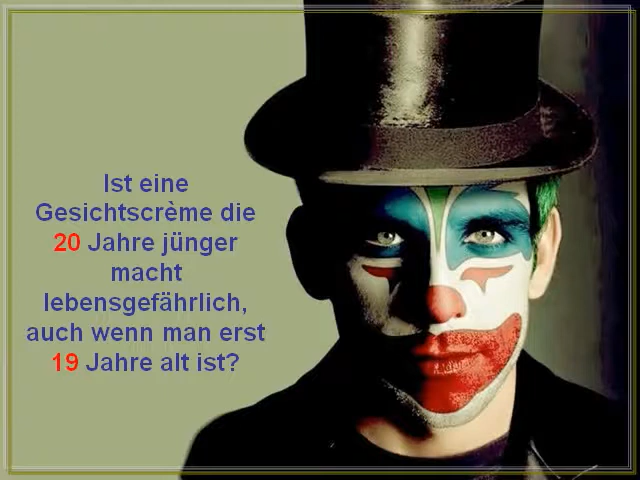 Ist eine
Gesichtscrème die
20 Jahre jünger
macht
lebensgefährlich,
auch wenn man erst
19 Jahre alt ist?